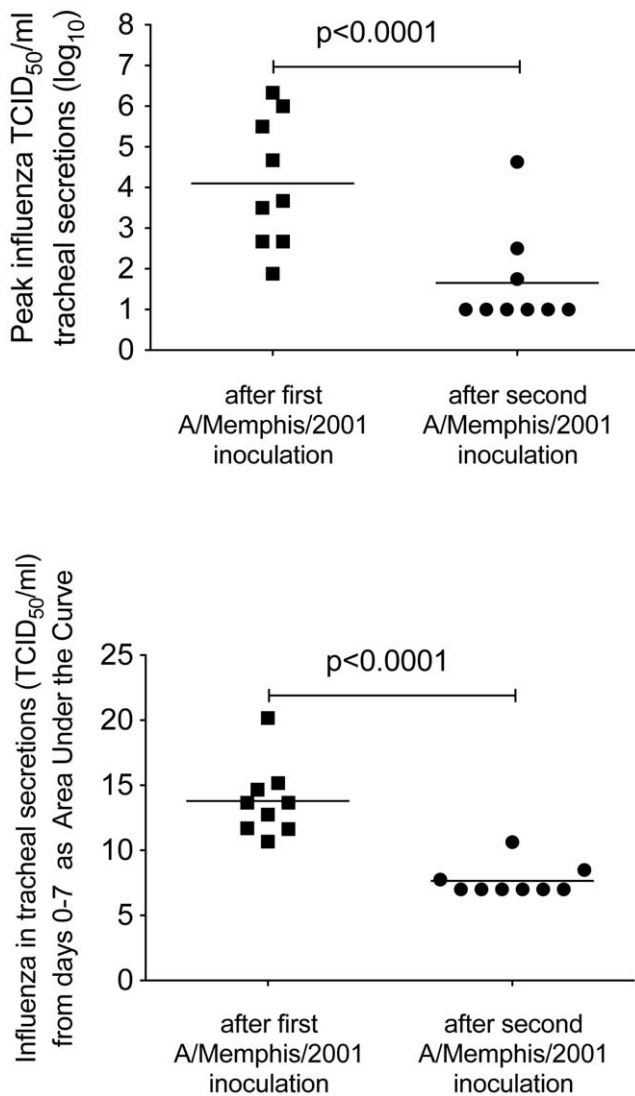 Peak influenza TCID50/ml
tracheal secretions (log10)
8
7
6
5
4
3
2
1
0
p<0.0001
after first
A/Memphis/2001
inoculation
after second
A/Memphis/2001
inoculation
Influenza in tracheal secretions (TCID50/ml)
from days 0-7 as Area Under the Curve
25
20
15
10
5
0
p<0.0001
after first
A/Memphis/2001
inoculation
after second
A/Memphis/2001
inoculation